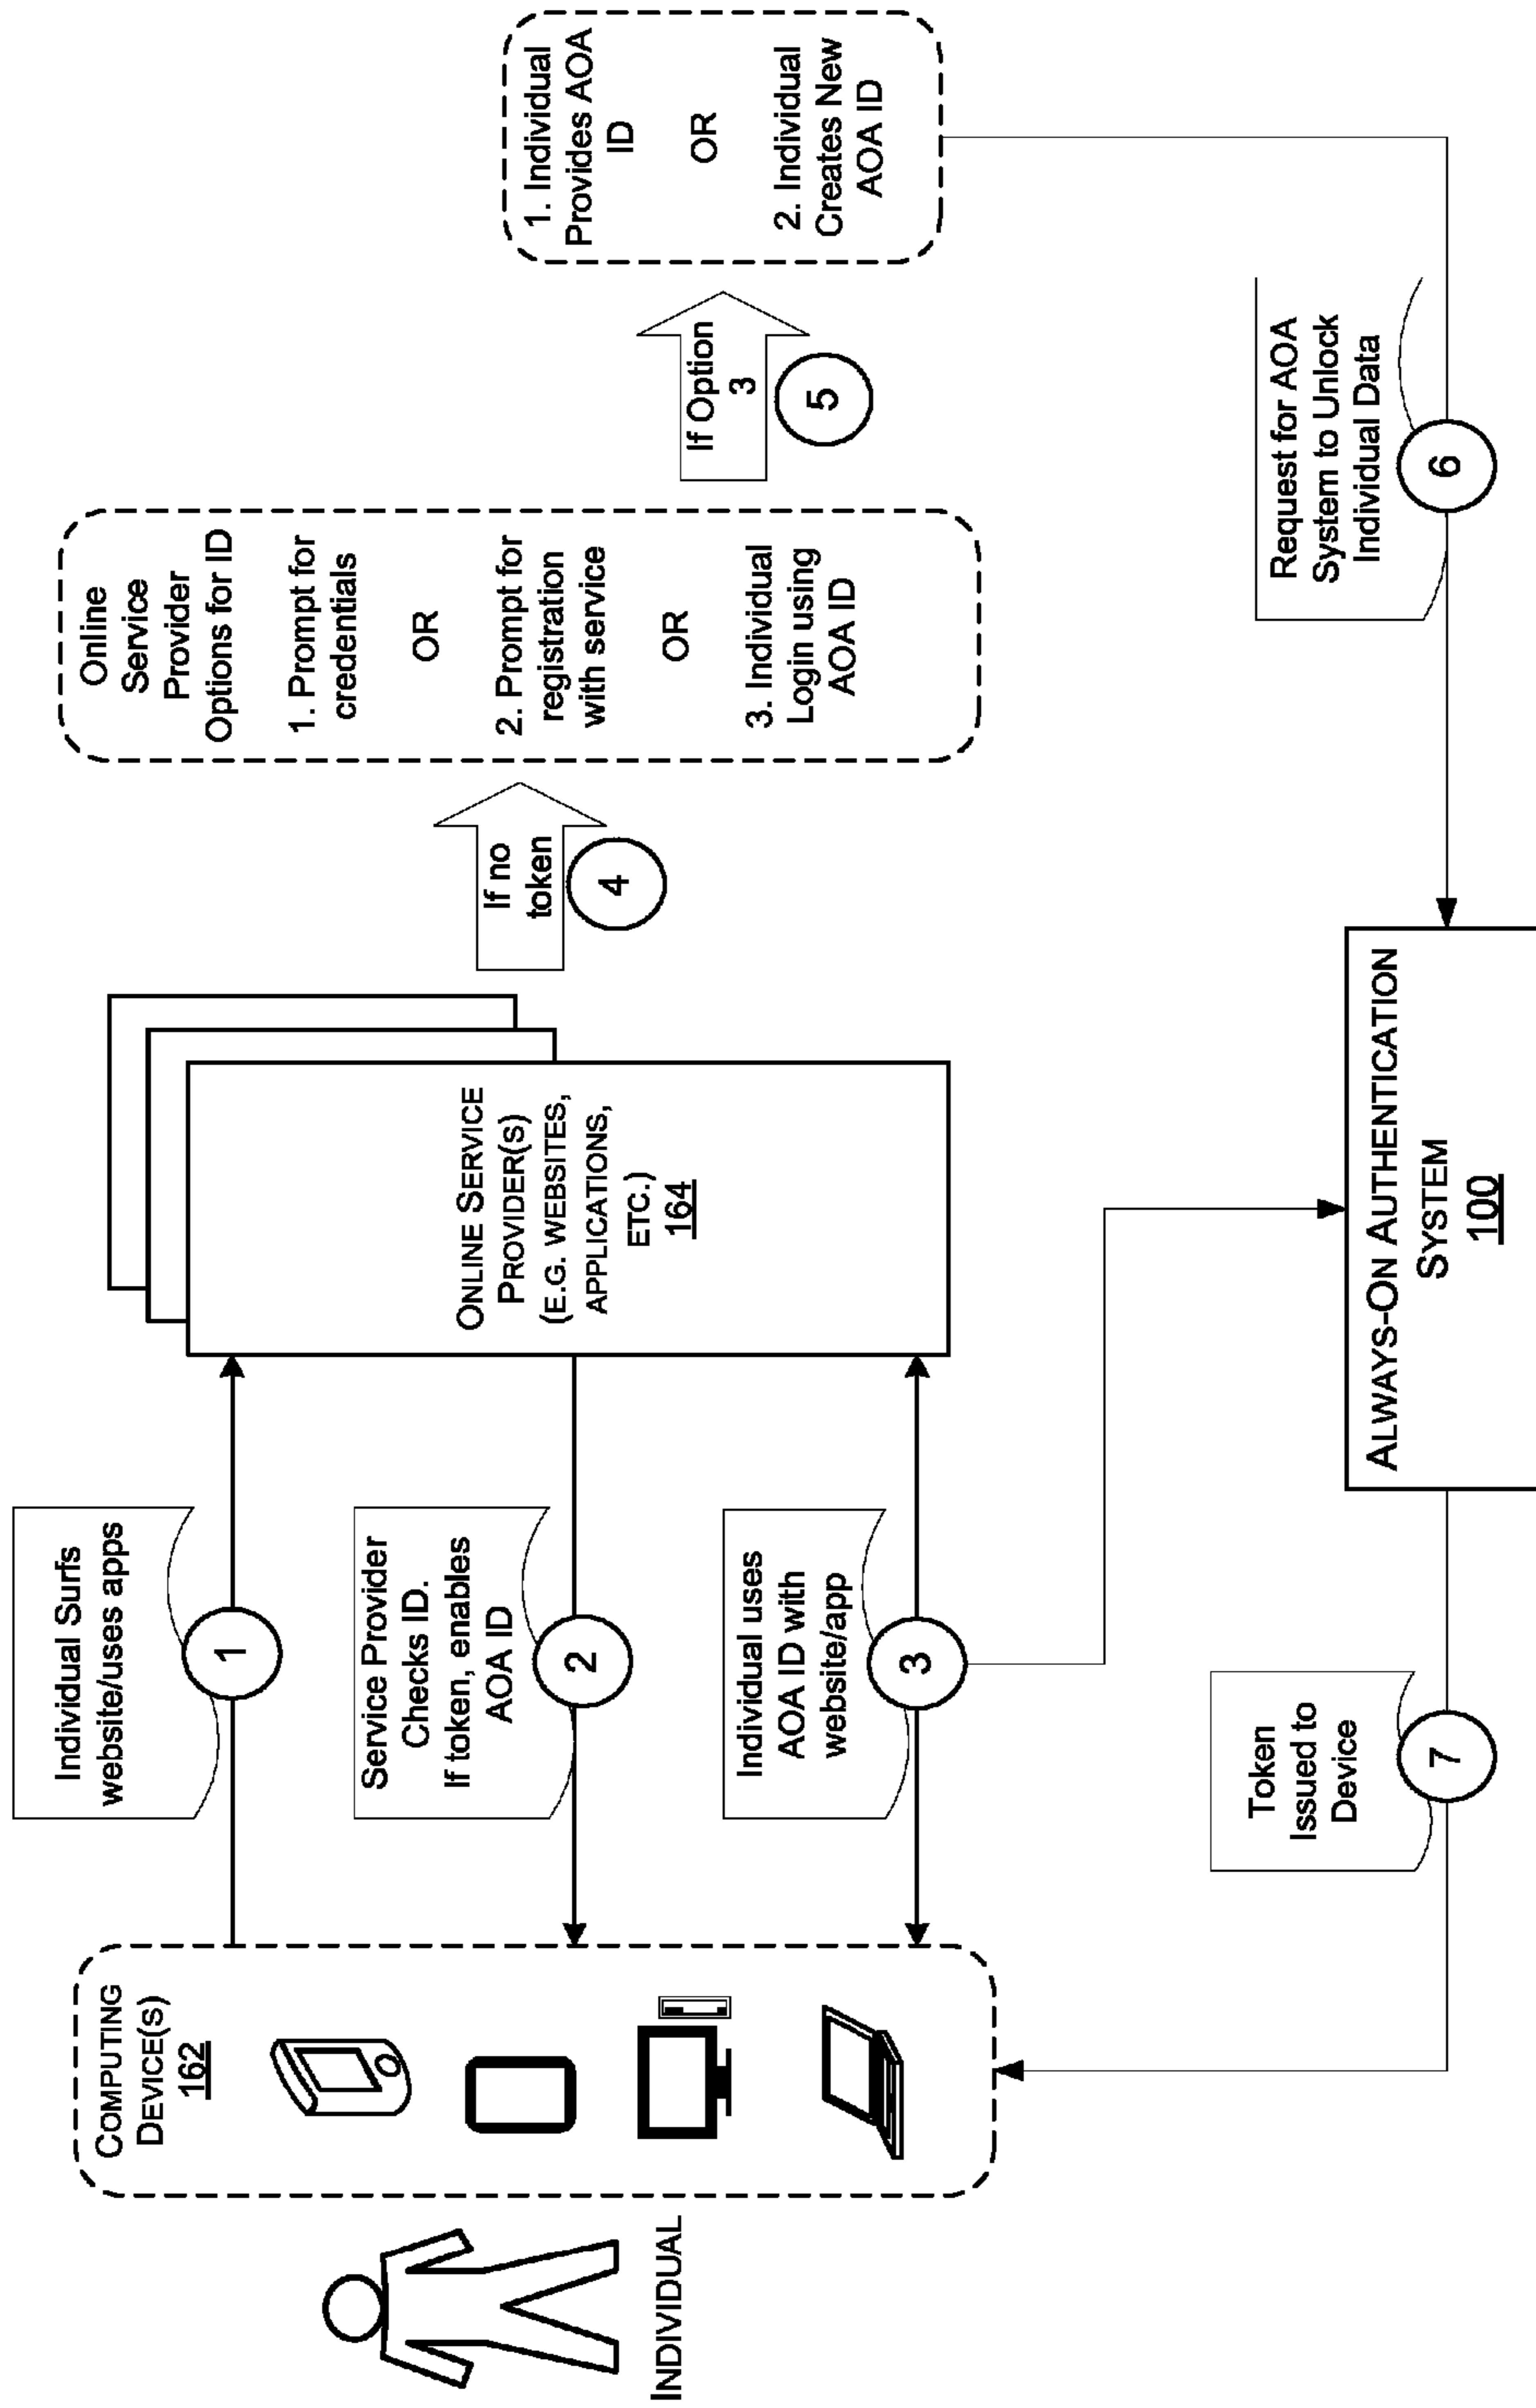 INDIVIDUAL
COMPUTING
DEVICE(S)
162
Individual Surfs
website/uses apps
1
Service Provider
Checks ID.
If token, enables
AOA ID
2
Individual uses
AOA ID with
website/app
3
ONLINE SERVICE
PROVIDER(S)
(E.G. WEBSITES,
APPLICATIONS,
ETC.)
164
If no
token
4
Online
Service
Provider
Options for ID
1. Prompt for
credentials
OR
2. Prompt for
registration
with service
OR
3. Individual
Login using
AOA ID
If Option
3
5
1. Individual
Provides AOA
ID
OR
2. Individual
Creates New
AOA ID
Request for AOA
System to Unlock
Individual Data
6
ALWAYS-ON AUTHENTICATION
SYSTEM
100
Token
Issued to
Device
7